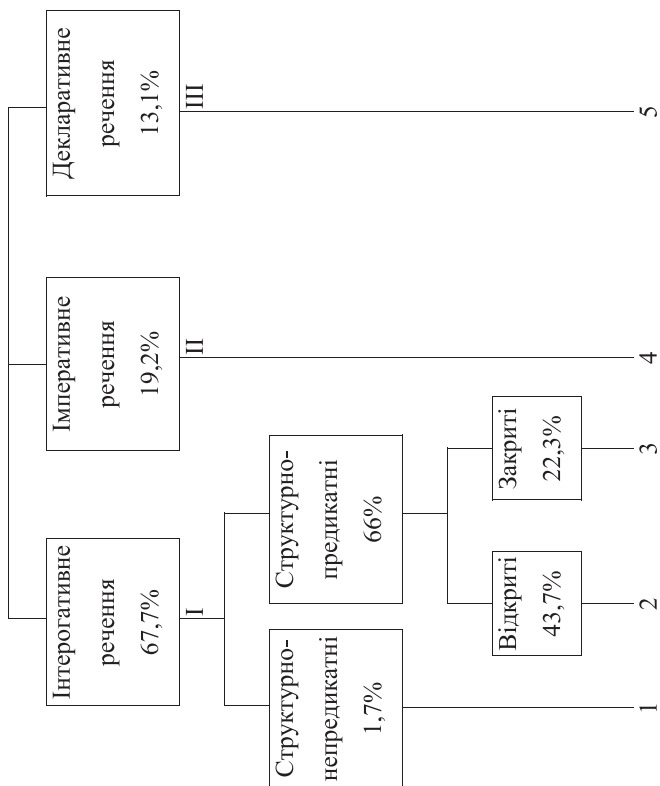 Інтерогативне
речення
67,7%
Імперативне
речення
19,2%
Декларативне
речення
13,1%
I
II
III
Структурно-
непредикатні
1,7%
Структурно-
предикатні
66%
Відкриті
43,7%
Закриті
22,3%
1
2
3
4
5